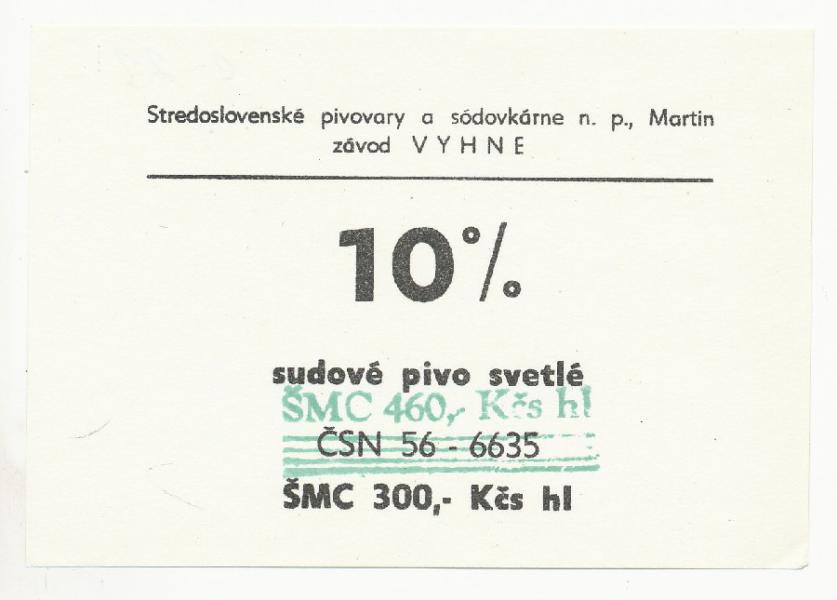 Stredoslovenské pivovary a sódovkárne n. p., Martin
závod VYHNE
10%
sudové pivo svetlé
ŠMC 460,- Kčs hl
ČSN 56 - 6635
ŠMC 300,- Kčs hl